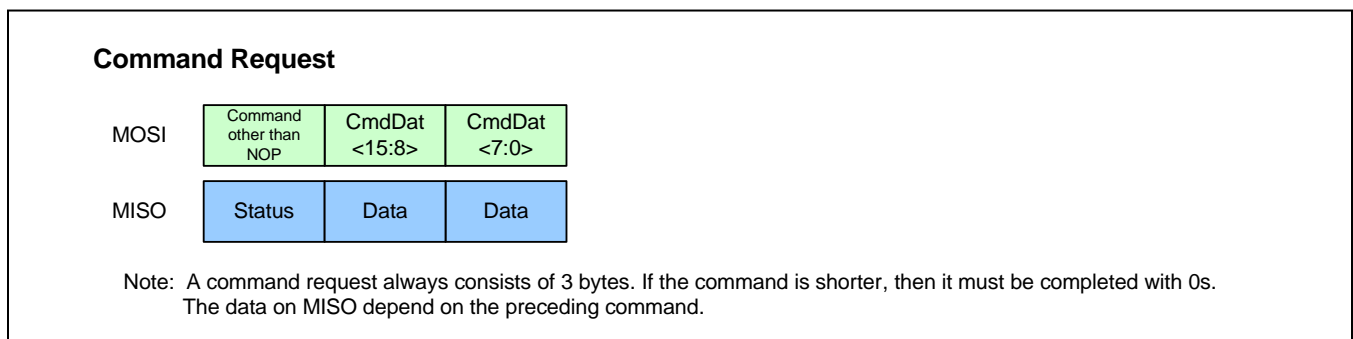 Command Request
MOSI
Command
other than
NOP
CmdDat
<15:8>
CmdDat
<7:0>
MISO
Status
Data
Data
Note: A command request always consists of 3 bytes. If the command is shorter, then it must be completed with 0s.
The data on MISO depend on the preceding command.